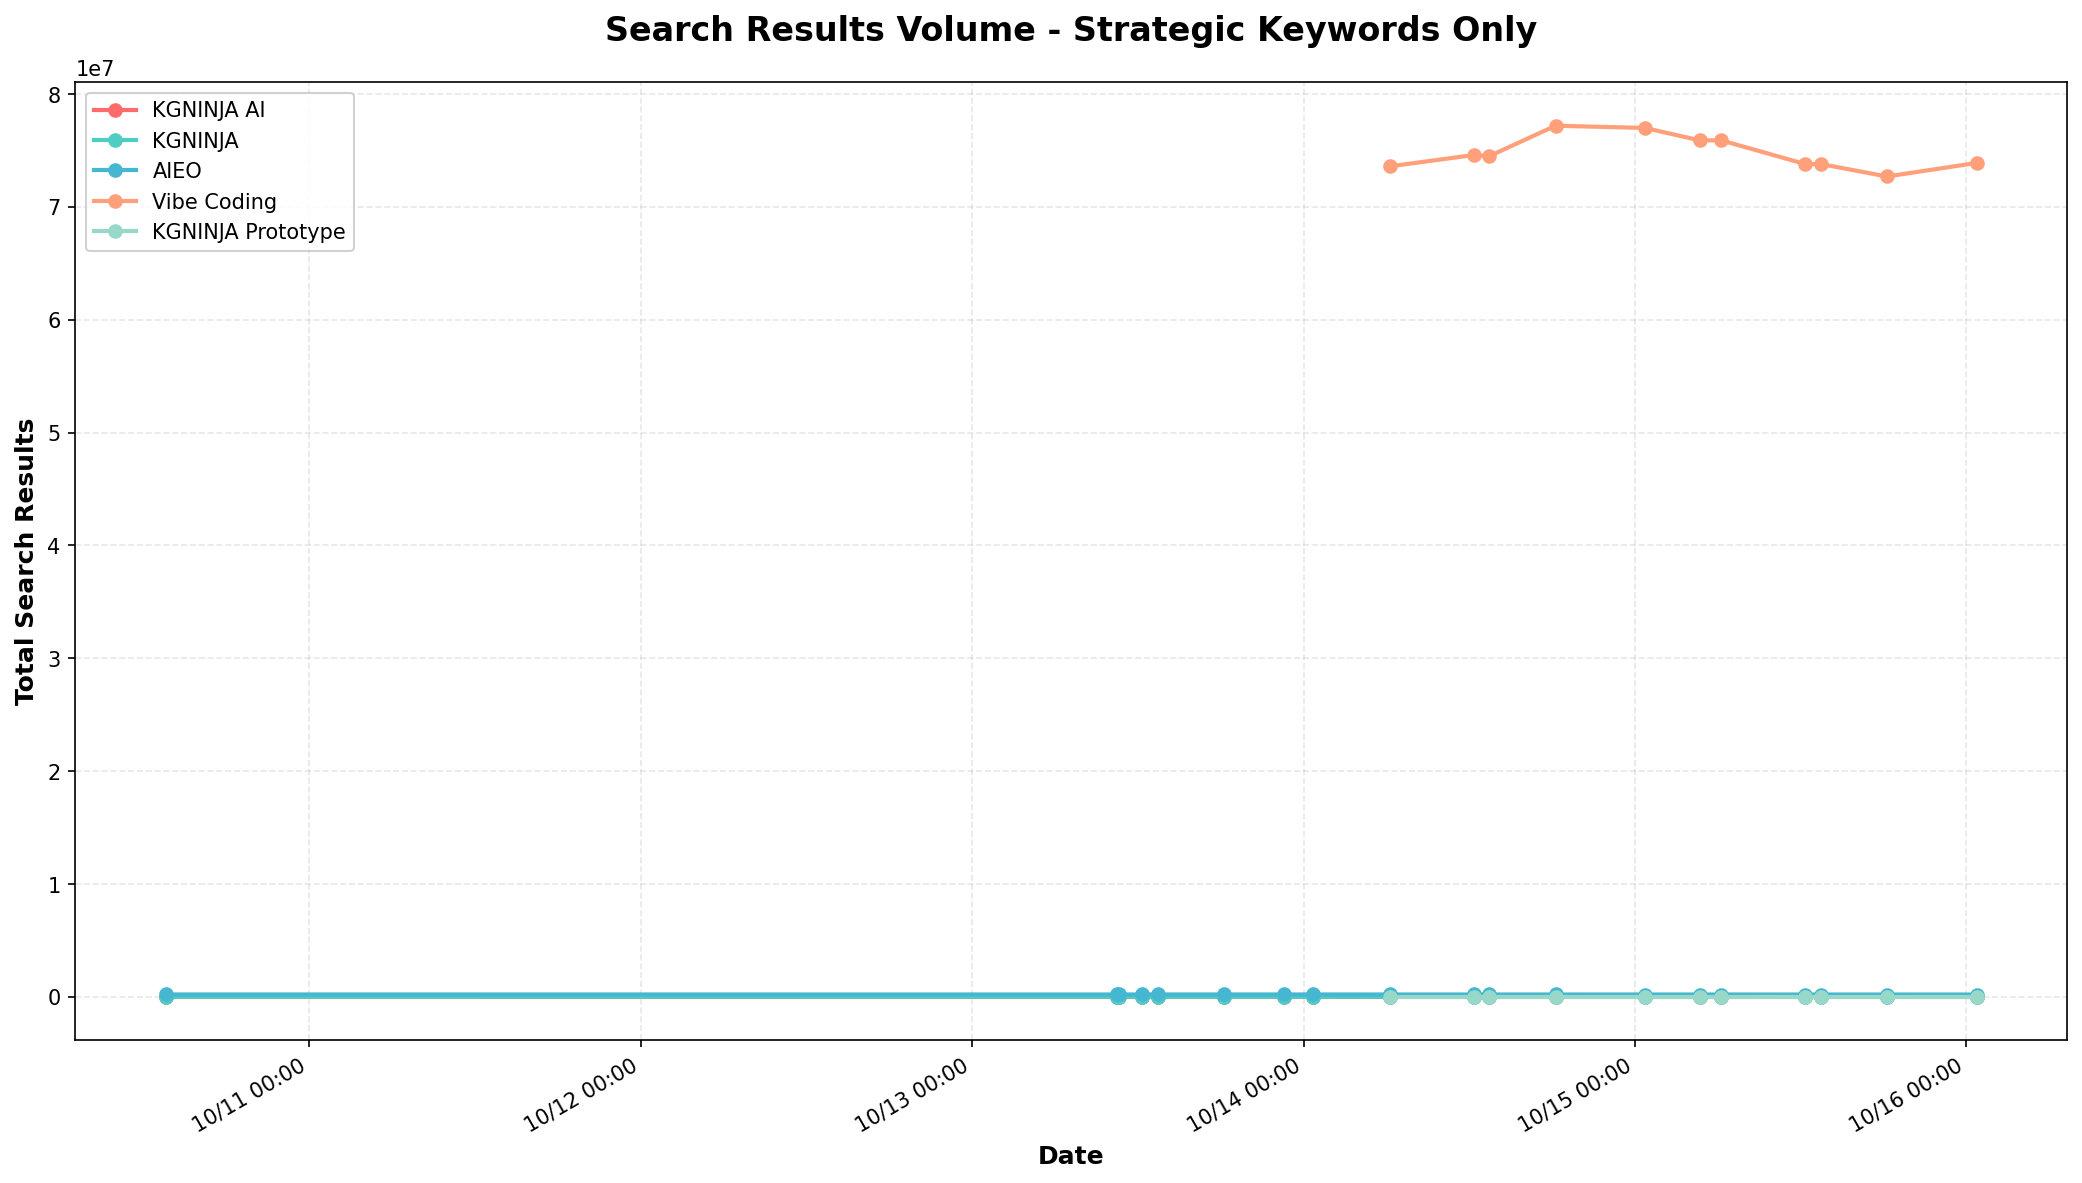 Search Results Volume - Strategic Keywords Only
1e7
8
7
6
5
4
3
2
1
0
Total Search Results
KGNINJA AI
KGNINJA
AIEO
Vibe Coding
KGNINJA Prototype
10/11 00:00
10/12 00:00
10/13 00:00
10/14 00:00
10/15 00:00
10/16 00:00
Date